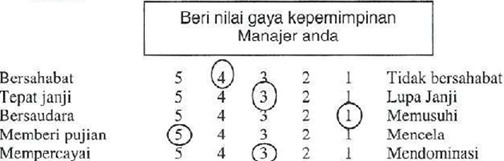 Beri nilai gaya kepemimpinan
Manajer anda
Bersahabat 5 4 3 2 1 Tidak bersahabat
Tepat janji 5 4 3 2 1 Lupa Janji
Bersaudara 5 4 3 2 1 Memusuhi
Memberi pujian 5 4 3 2 1 Mencela
Mempercayai 5 4 3 2 1 Mendominasi